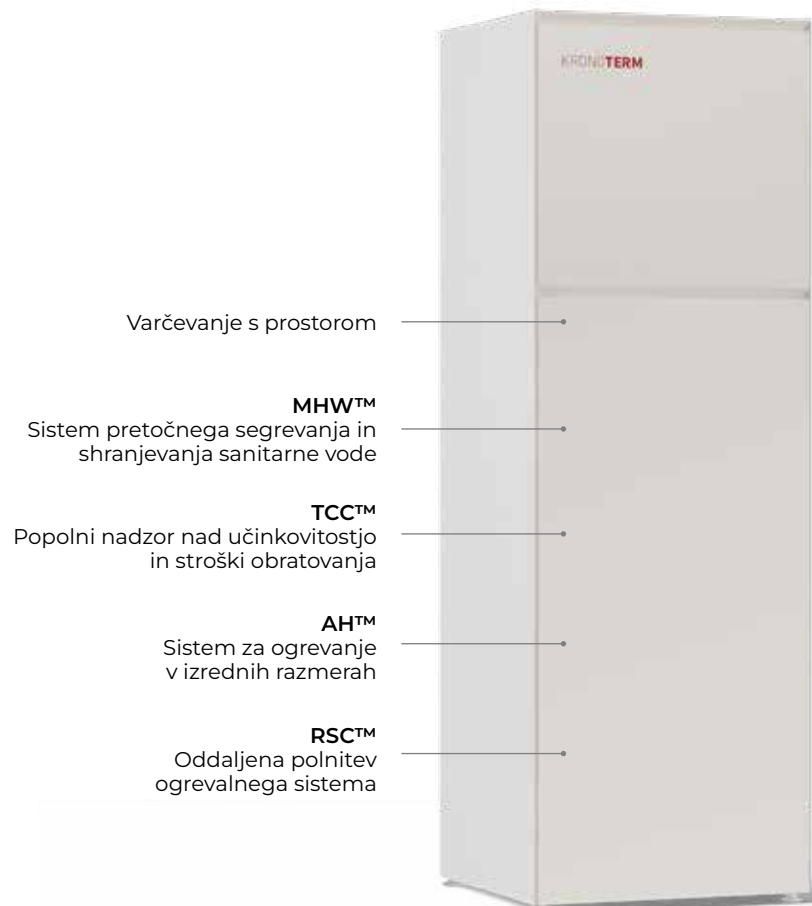 KRONOTERM
Varčevanje s prostorom
MHW™
Sistem pretočnega segrevanja in
shranjevanja sanitarne vode
TCC™
Popolni nadzor nad učinkovitostjo
in stroški obratovanja
AH™
Sistem za ogrevanje
v izrednih razmerah
RSC™
Oddaljena polnitev
ogrevalnega sistema